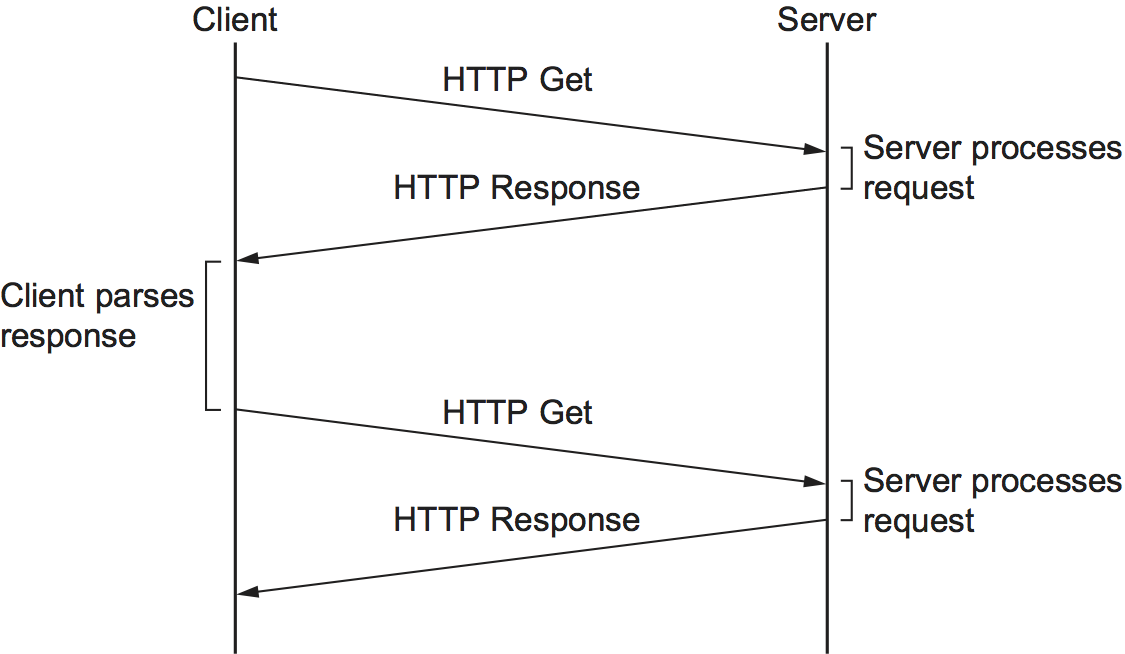 Client
Server
HTTP Get
Server processes
request
HTTP Response
Client parses
response
HTTP Get
Server processes
request
HTTP Response